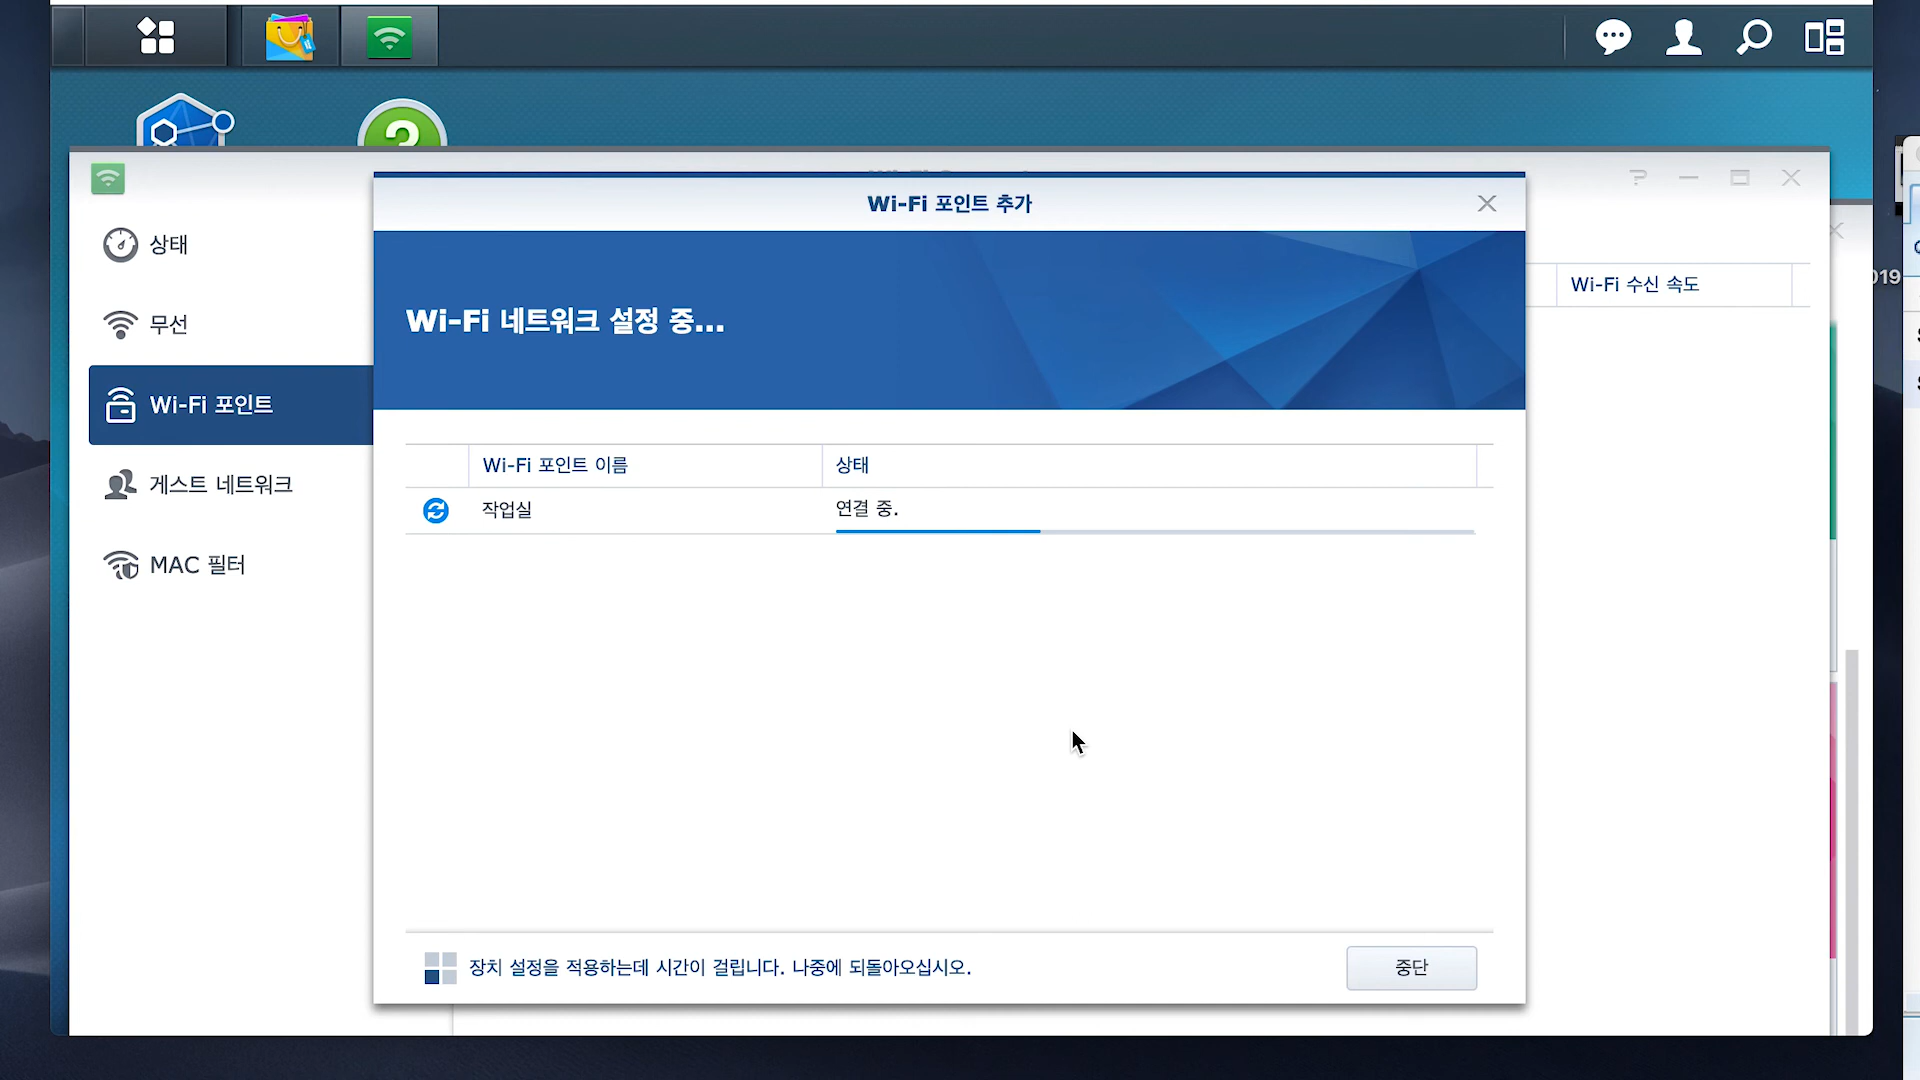 Wi-Fi 포인트 추가
상태
무선
Wi-Fi 포인트
게스트 네트워크
MAC 필터
Wi-Fi 수신 속도
019
Wi-Fi 네트워크 설정 중...
Wi-Fi 포인트 이름
상태
작업실
연결 중.
장치 설정을 적용하는데 시간이 걸립니다. 나중에 되돌아오십시오.
중단